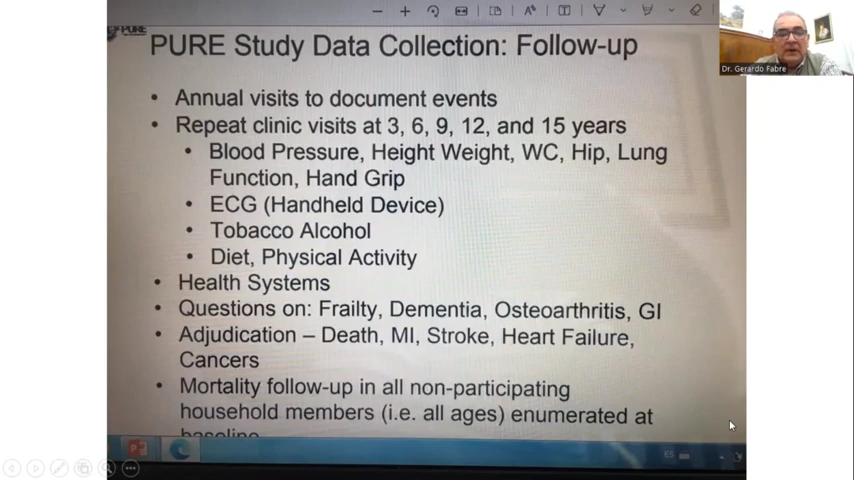 PURE
PURE Study Data Collection: Follow-up
Dr. Gerardo Fabre
• Annual visits to document events
• Repeat clinic visits at 3, 6, 9, 12, and 15 years
• Blood Pressure, Height Weight, WC, Hip, Lung
Function, Hand Grip
• ECG (Handheld Device)
• Tobacco Alcohol
• Diet, Physical Activity
• Health Systems
• Questions on: Frailty, Dementia, Osteoarthritis, GI
• Adjudication – Death, MI, Stroke, Heart Failure,
Cancers
• Mortality follow-up in all non-participating
household members (i.e. all ages) enumerated at
baseline
ES